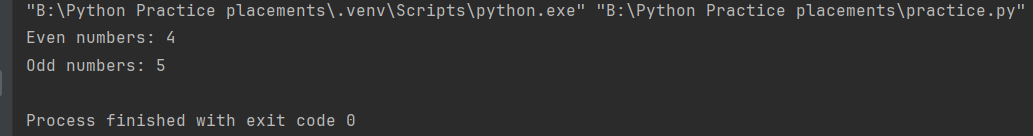 "B:\Python Practice placements\.venv\Scripts\python.exe" "B:\Python Practice placements\practice.py"
Even numbers: 4
Odd numbers: 5
Process finished with exit code 0